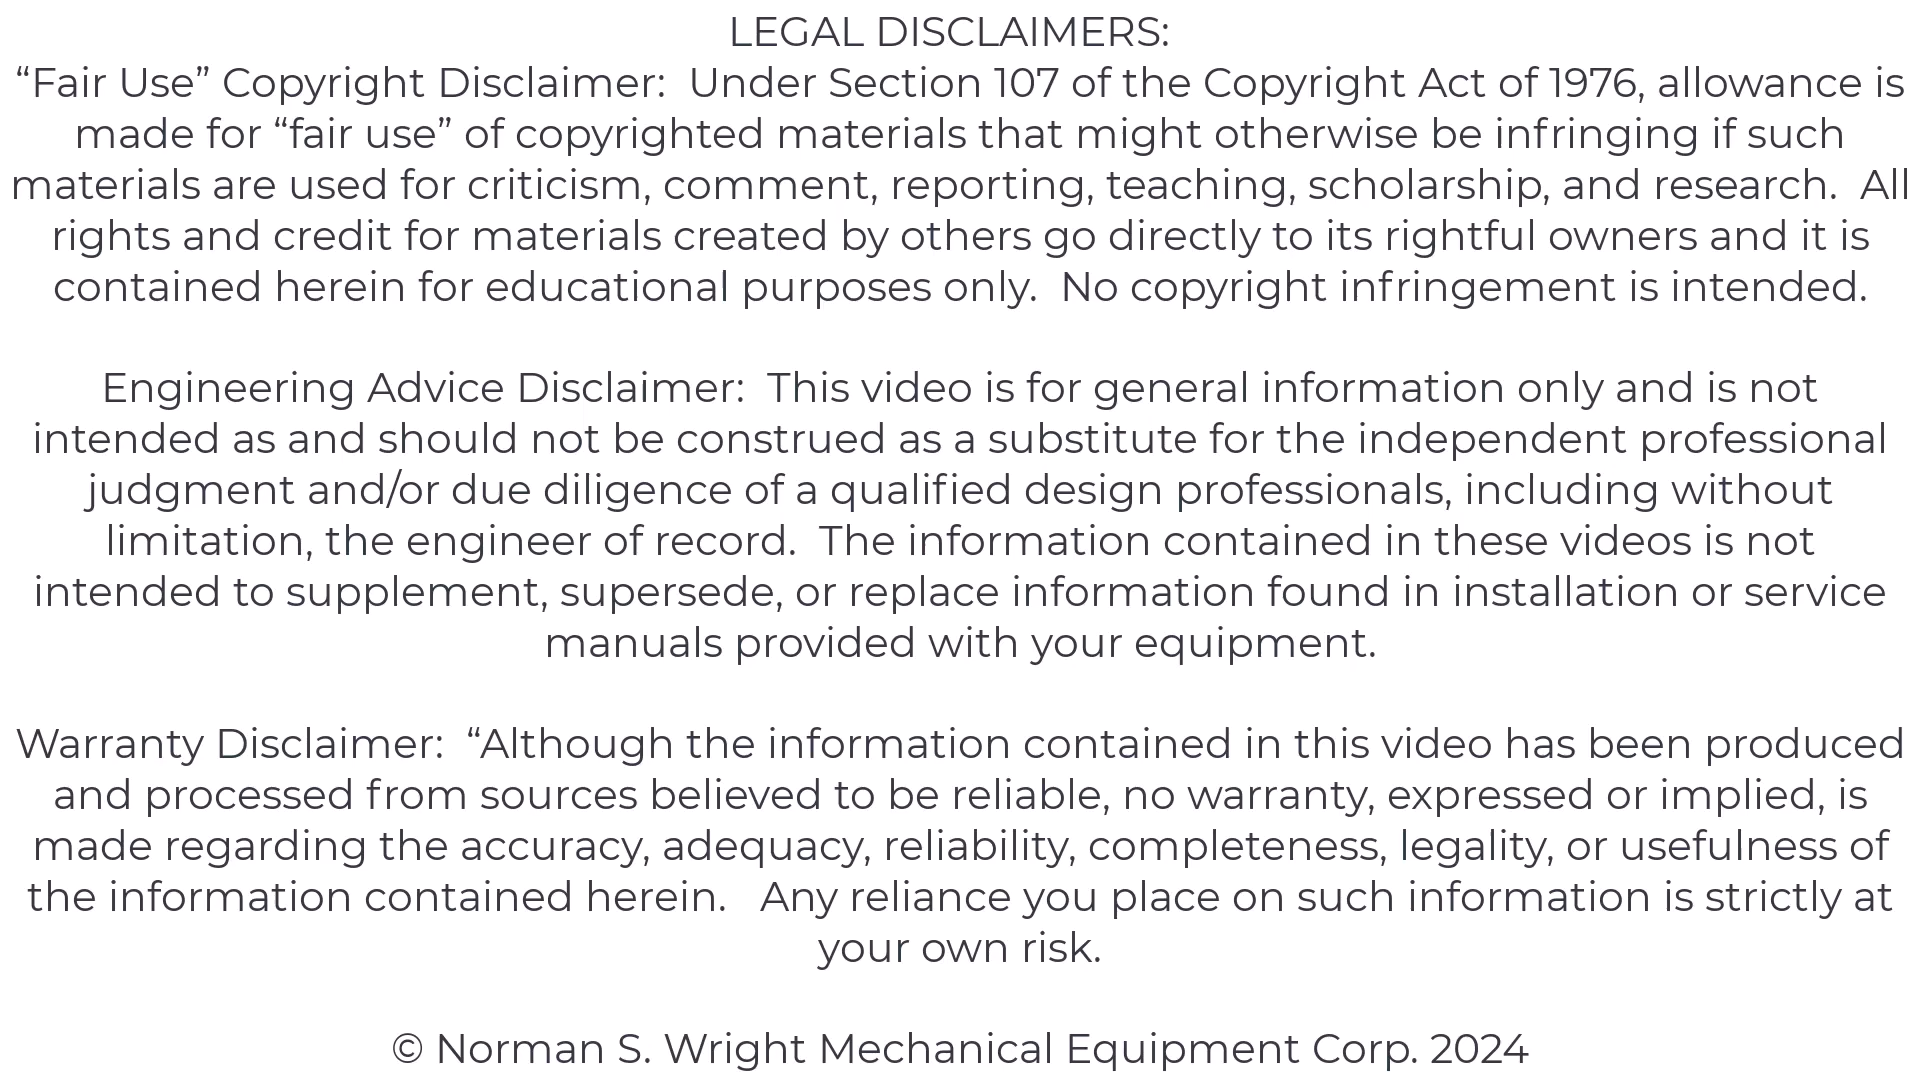 LEGAL DISCLAIMERS:
“Fair Use” Copyright Disclaimer:  Under Section 107 of the Copyright Act of 1976, allowance is
made for “fair use” of copyrighted materials that might otherwise be infringing if such
materials are used for criticism, comment, reporting, teaching, scholarship, and research.  All
rights and credit for materials created by others go directly to its rightful owners and it is
contained herein for educational purposes only.  No copyright infringement is intended.
Engineering Advice Disclaimer:  This video is for general information only and is not
intended as and should not be construed as a substitute for the independent professional
judgment and/or due diligence of a qualified design professionals, including without
limitation, the engineer of record.  The information contained in these videos is not
intended to supplement, supersede, or replace information found in installation or service
manuals provided with your equipment.
Warranty Disclaimer:  “Although the information contained in this video has been produced
and processed from sources believed to be reliable, no warranty, expressed or implied, is
made regarding the accuracy, adequacy, reliability, completeness, legality, or usefulness of
the information contained herein.   Any reliance you place on such information is strictly at
your own risk.
© Norman S. Wright Mechanical Equipment Corp. 2024